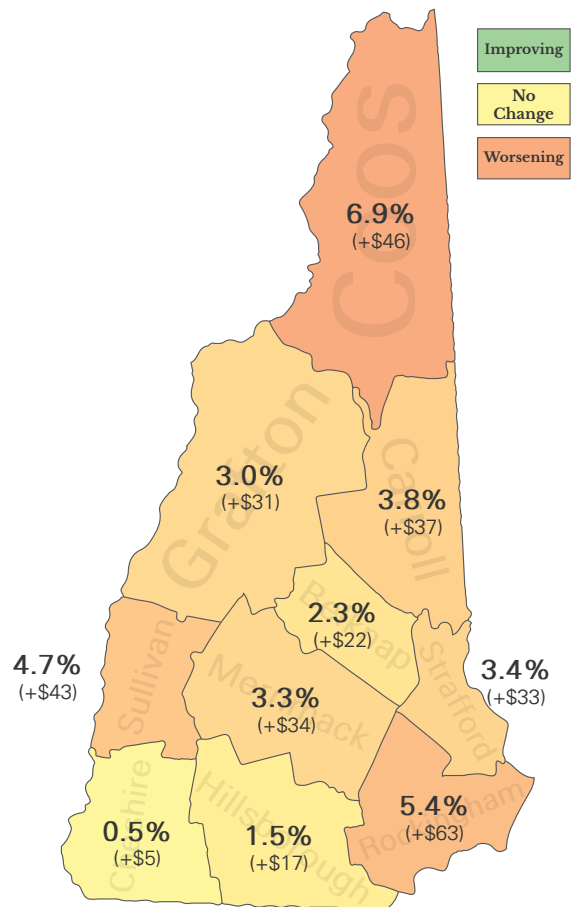 Improving
No
Change
Worsening
Coos
6.9%
(+$46)
Grafton
3.0%
(+$31)
Carroll
3.8%
(+$37)
Belknap
2.3%
(+$22)
Sullivan
4.7%
(+$43)
Merrimack
3.3%
(+$34)
Strafford
3.4%
(+$33)
Cheshire
0.5%
(+$5)
Hillsborough
1.5%
(+$17)
Rockingham
5.4%
(+$63)